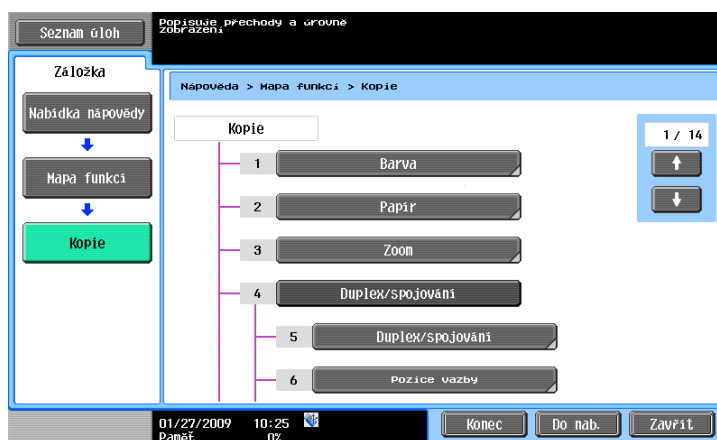 Seznam úloh
Popisuje přechody a úrovně
zobrazení
Záložka
Nabídka nápovědy
Mapa funkcí
Kopie
Nápověda > Mapa funkcí > Kopie
Kopie
1 / 14
1 Barva
2 Papír
3 Zoom
4 Duplex/spojování
5 Duplex/spojování
6 Pozice vazby
01/27/2009 10:25
Paměť 0%
Konec Do nab. Zavřít